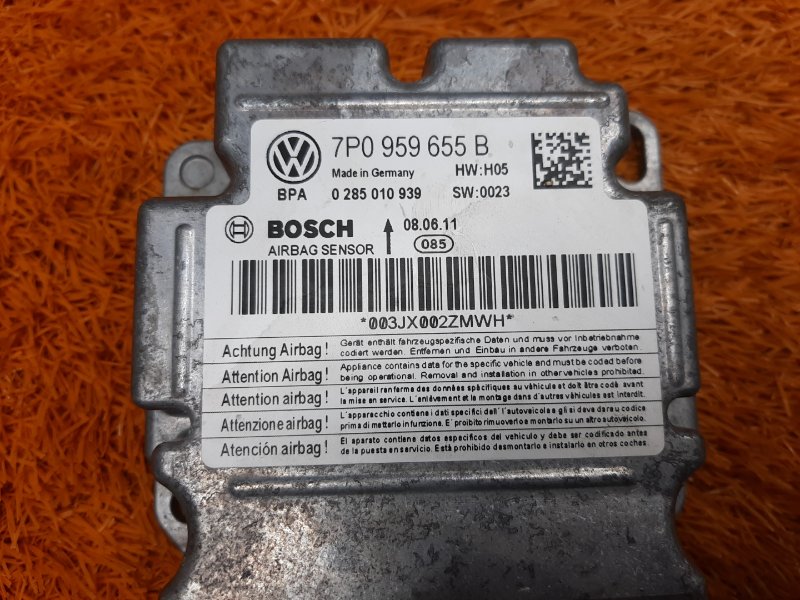 7P0 959 655 B
Made in Germany HW:H05
BPA 0 285 010 939 SW:0023
BOSCH 08.06.11
AIRBAG SENSOR 085
*003JX002ZMWH*
Achtung Airbag! Gerät enthält fahrzeugspezifische Daten und muss vor Inbetriebnahme
codiert werden. Entfernen und Einbau in andere Fahrzeuge verboten.
Attention Airbag! Appliance contains data for the specific vehicle and must be coded before
being operational. Removal and installation in other vehicles prohibited.
Attention airbag! L'appareil renferme des données spécifiques au véhicule et doit être codé avant
la mise en service. L'enlèvement et le montage dans d'autres véhicules est interdit.
Attenzione airbag! L'apparecchio contiene i dati specifici dell'autoveicolo e gli si deve dare un codice
prima di metterlo in funzione. E' proibito rimuoverlo e montarlo su un altro autoveicolo.
Atención airbag! El aparato contiene datos específicos del vehículo y debe ser codificado antes
de la puesta en servicio. Está prohibido desmontarlo e instalarlo en otros coches.